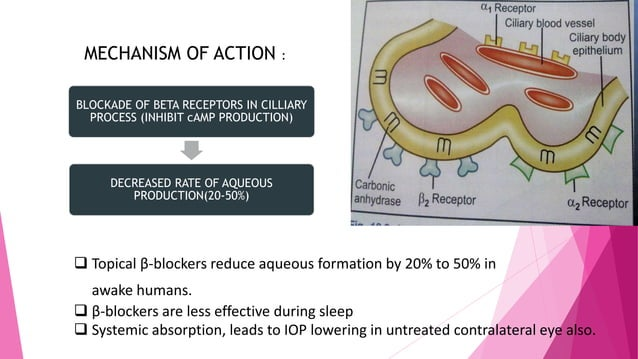 MECHANISM OF ACTION :
BLOCKADE OF BETA RECEPTORS IN CILLIARY
PROCESS (INHIBIT cAMP PRODUCTION)
DECREASED RATE OF AQUEOUS
PRODUCTION(20-50%)
α1 Receptor
Ciliary blood vessel
Ciliary body
epithelium
Carbonic
anhydrase
β2 Receptor
α2 Receptor
❑ Topical β-blockers reduce aqueous formation by 20% to 50% in
awake humans.
❑ β-blockers are less effective during sleep
❑ Systemic absorption, leads to IOP lowering in untreated contralateral eye also.